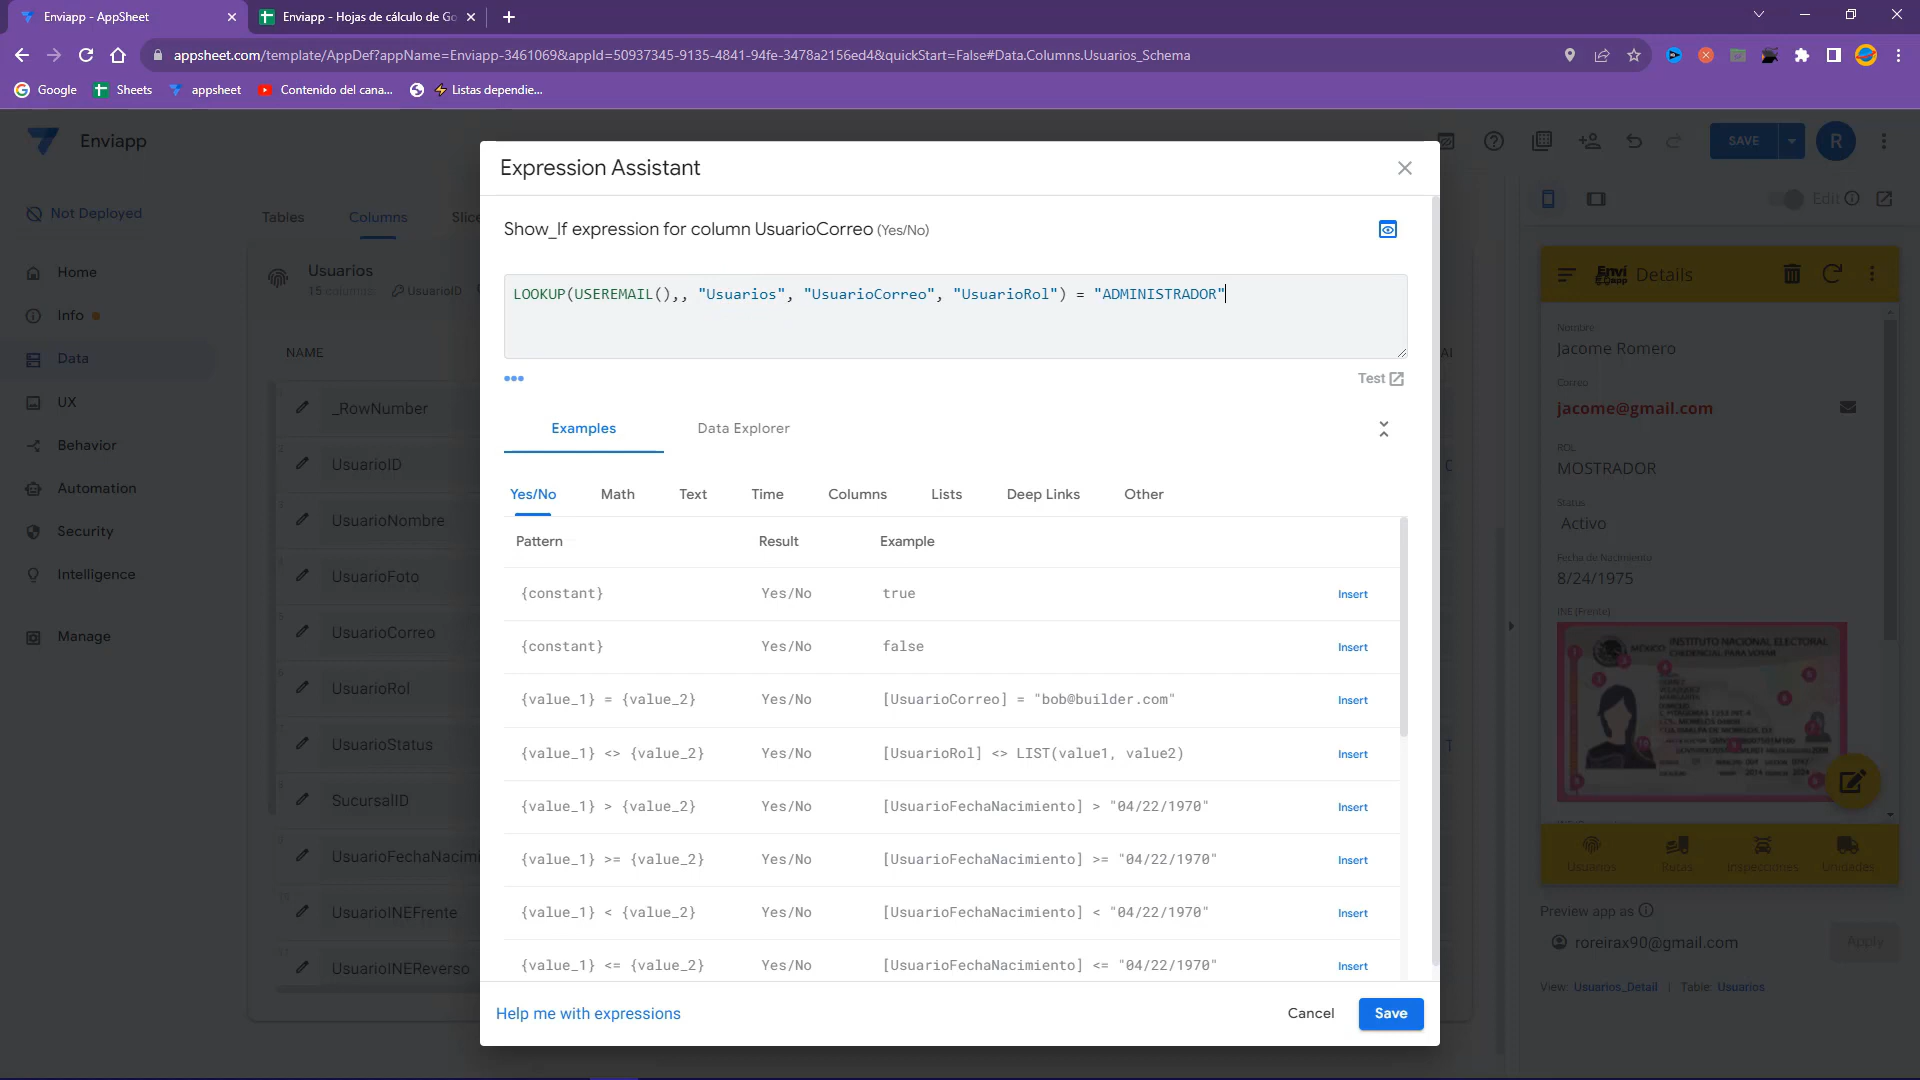 Enviapp - AppSheet
Enviapp - Hojas de cálculo de Go
appsheet.com/template/AppDef?appName=Enviapp-3461069&appId=50937345-9135-4841-94fe-3478a2156ed4&quickStart=False#Data.Columns.Usuarios_Schema
Google
Sheets
appsheet
Contenido del cana...
Listas dependie...
Enviapp
SAVE
R
Not Deployed
Tables
Columns
Slice
Edit
Home
Info
Data
UX
Behavior
Automation
Security
Intelligence
Manage
Usuarios
15 columns
UsuarioID
NAME
_RowNumber
UsuarioID
UsuarioNombre
UsuarioFoto
UsuarioCorreo
UsuarioRol
UsuarioStatus
SucursalID
UsuarioFechaNacimi
UsuarioINEFrente
UsuarioINEReverso
Expression Assistant
Show_If expression for column UsuarioCorreo (Yes/No)
LOOKUP(USEREMAIL(),, "Usuarios", "UsuarioCorreo", "UsuarioRol") = "ADMINISTRADOR"
Test
Examples
Data Explorer
Yes/No
Math
Text
Time
Columns
Lists
Deep Links
Other
Pattern Result Example
{constant} Yes/No true Insert
{constant} Yes/No false Insert
{value_1} = {value_2} Yes/No [UsuarioCorreo] = "bob@builder.com" Insert
{value_1} <> {value_2} Yes/No [UsuarioRol] <> LIST(value1, value2) Insert
{value_1} > {value_2} Yes/No [UsuarioFechaNacimiento] > "04/22/1970" Insert
{value_1} >= {value_2} Yes/No [UsuarioFechaNacimiento] >= "04/22/1970" Insert
{value_1} < {value_2} Yes/No [UsuarioFechaNacimiento] < "04/22/1970" Insert
{value_1} <= {value_2} Yes/No [UsuarioFechaNacimiento] <= "04/22/1970" Insert
Help me with expressions
Cancel
Save
Envi app
Details
Nombre
Jacome Romero
Correo
jacome@gmail.com
ROL
MOSTRADOR
Status
Activo
Fecha de Nacimiento
8/24/1975
INE [Frente]
MÉXICO INSTITUTO NACIONAL ELECTORAL
CREDENCIAL PARA VOTAR
Usuarios
Rutas
Inspecciones
Unidades
Preview app as
roreirax90@gmail.com
Apply
View: Usuarios_Detail | Table: Usuarios